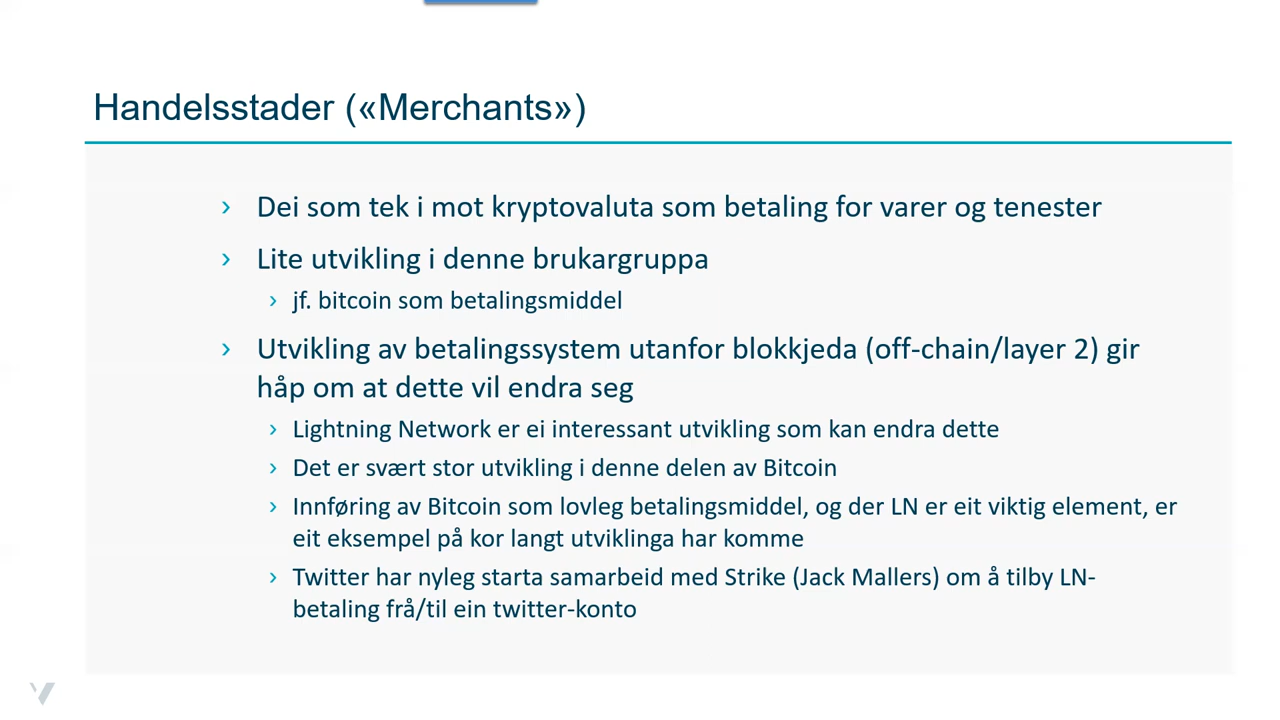 Handelsstader («Merchants»)
› Dei som tek i mot kryptovaluta som betaling for varer og tenester
› Lite utvikling i denne brukargruppa
› jf. bitcoin som betalingsmiddel
› Utvikling av betalingssystem utanfor blokkjeda (off-chain/layer 2) gir
håp om at dette vil endra seg
› Lightning Network er ei interessant utvikling som kan endra dette
› Det er svært stor utvikling i denne delen av Bitcoin
› Innføring av Bitcoin som lovleg betalingsmiddel, og der LN er eit viktig element, er
eit eksempel på kor langt utviklinga har komme
› Twitter har nyleg starta samarbeid med Strike (Jack Mallers) om å tilby LN-
betaling frå/til ein twitter-konto